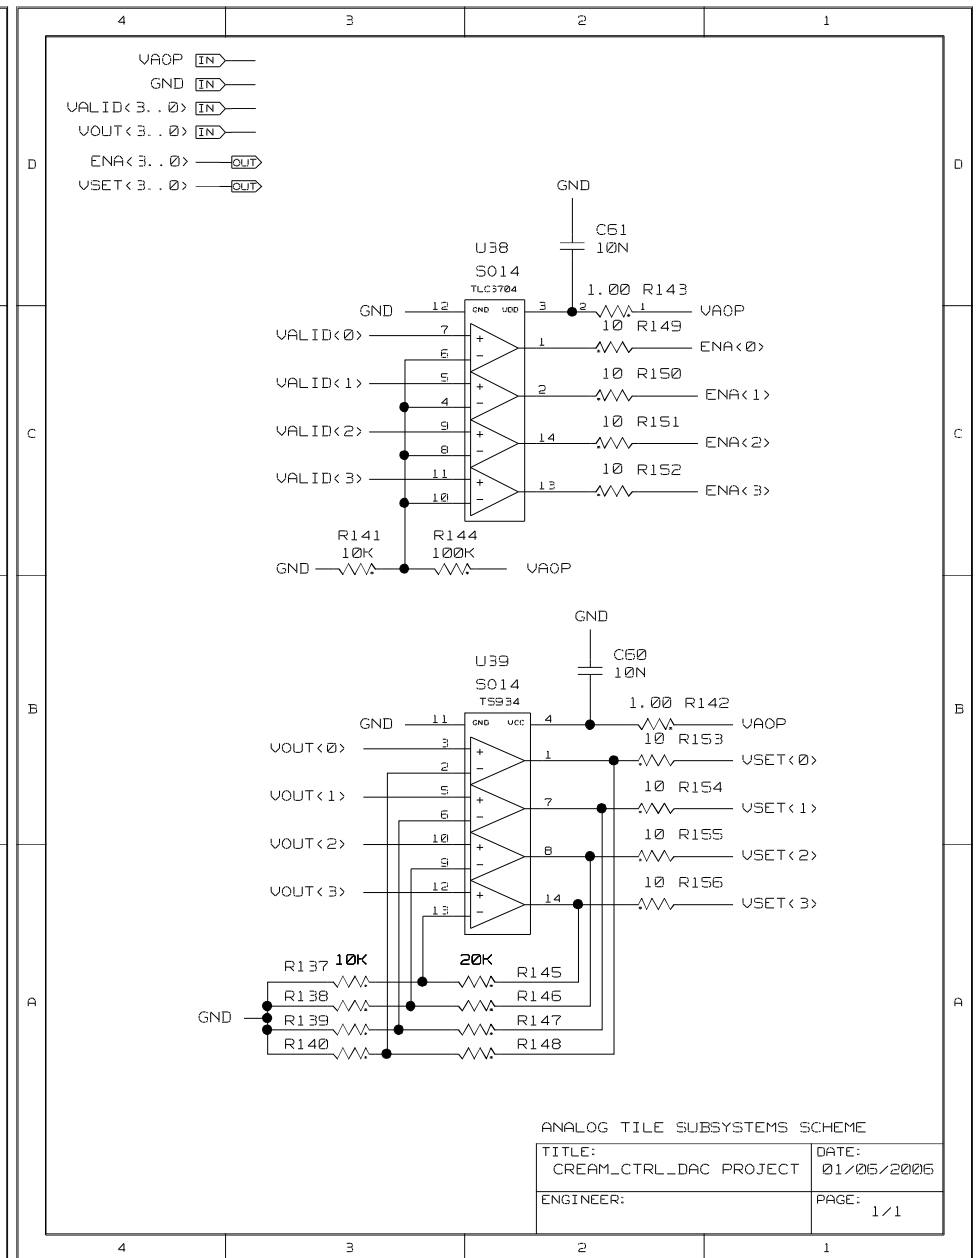 4 3 2 1
VAOP IN
GND IN
VALID<3..0> IN
VOUT<3..0> IN
D ENA<3..0> OUT D
VSET<3..0> OUT
GND
C61
10N
U38
SO14
TLC3704
1.00 R143
GND 12 GND VDD 3 2 1 VAOP
10 R149
VALID<0> 7 +
1 ENA<0>
6 -
10 R150
VALID<1> 5 +
2 ENA<1>
4 -
10 R151
C VALID<2> 9 + C
14 ENA<2>
8 -
10 R152
VALID<3> 11 +
13 ENA<3>
10 -
R141 R144
10K 100K
GND VAOP
GND
C60
10N
U39
SO14
TS934
1.00 R142
B B
GND 11 GND VCC 4 VAOP
10 R153
VOUT<0> 3 +
1 VSET<0>
2 -
10 R154
VOUT<1> 5 +
7 VSET<1>
6 -
10 R155
VOUT<2> 10 +
8 VSET<2>
9 -
10 R156
VOUT<3> 12 +
14 VSET<3>
13 -
R137 10K 20K R145
R138 R146
A A
GND
R139 R147
R140 R148
ANALOG TILE SUBSYSTEMS SCHEME
TITLE: DATE:
CREAM_CTRL_DAC PROJECT 01/06/2006
ENGINEER: PAGE:
1/1
4 3 2 1